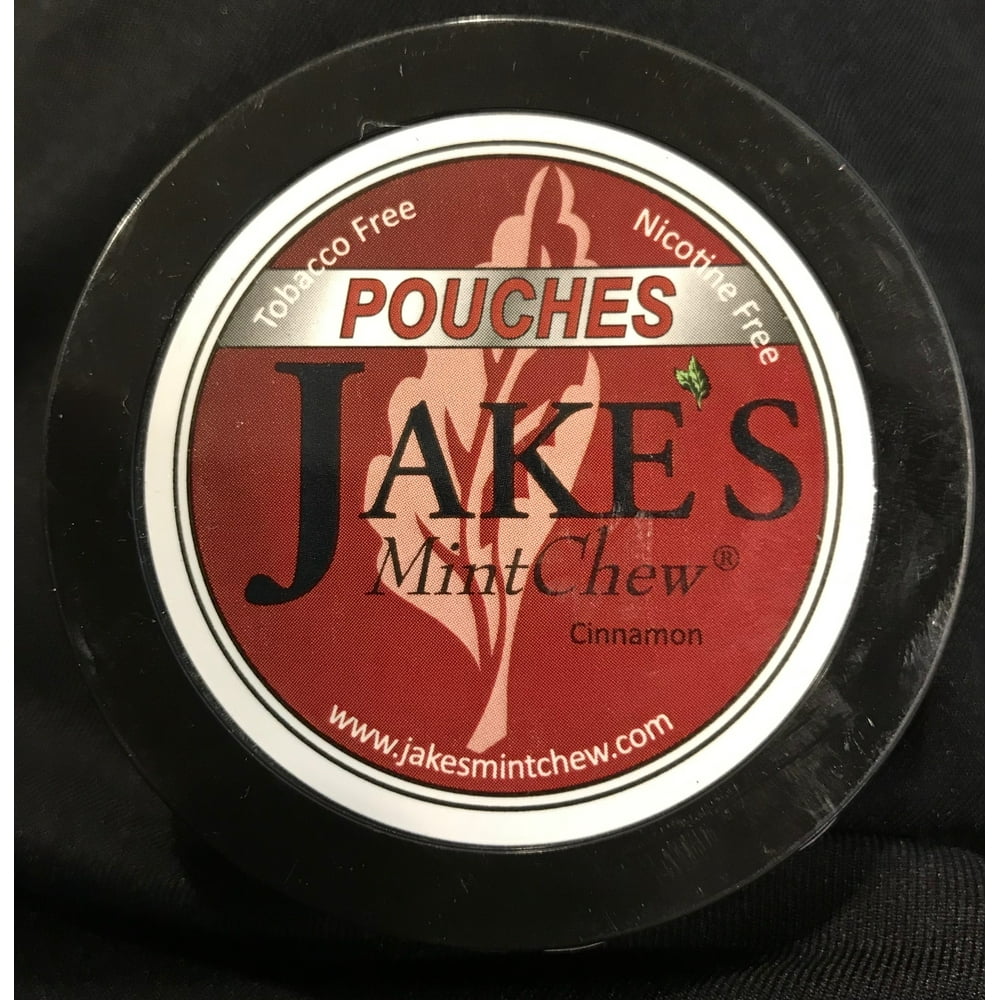 Tobacco Free
Nicotine Free
POUCHES
JAKE'S
MintChew®
Cinnamon
www.jakesmintchew.com